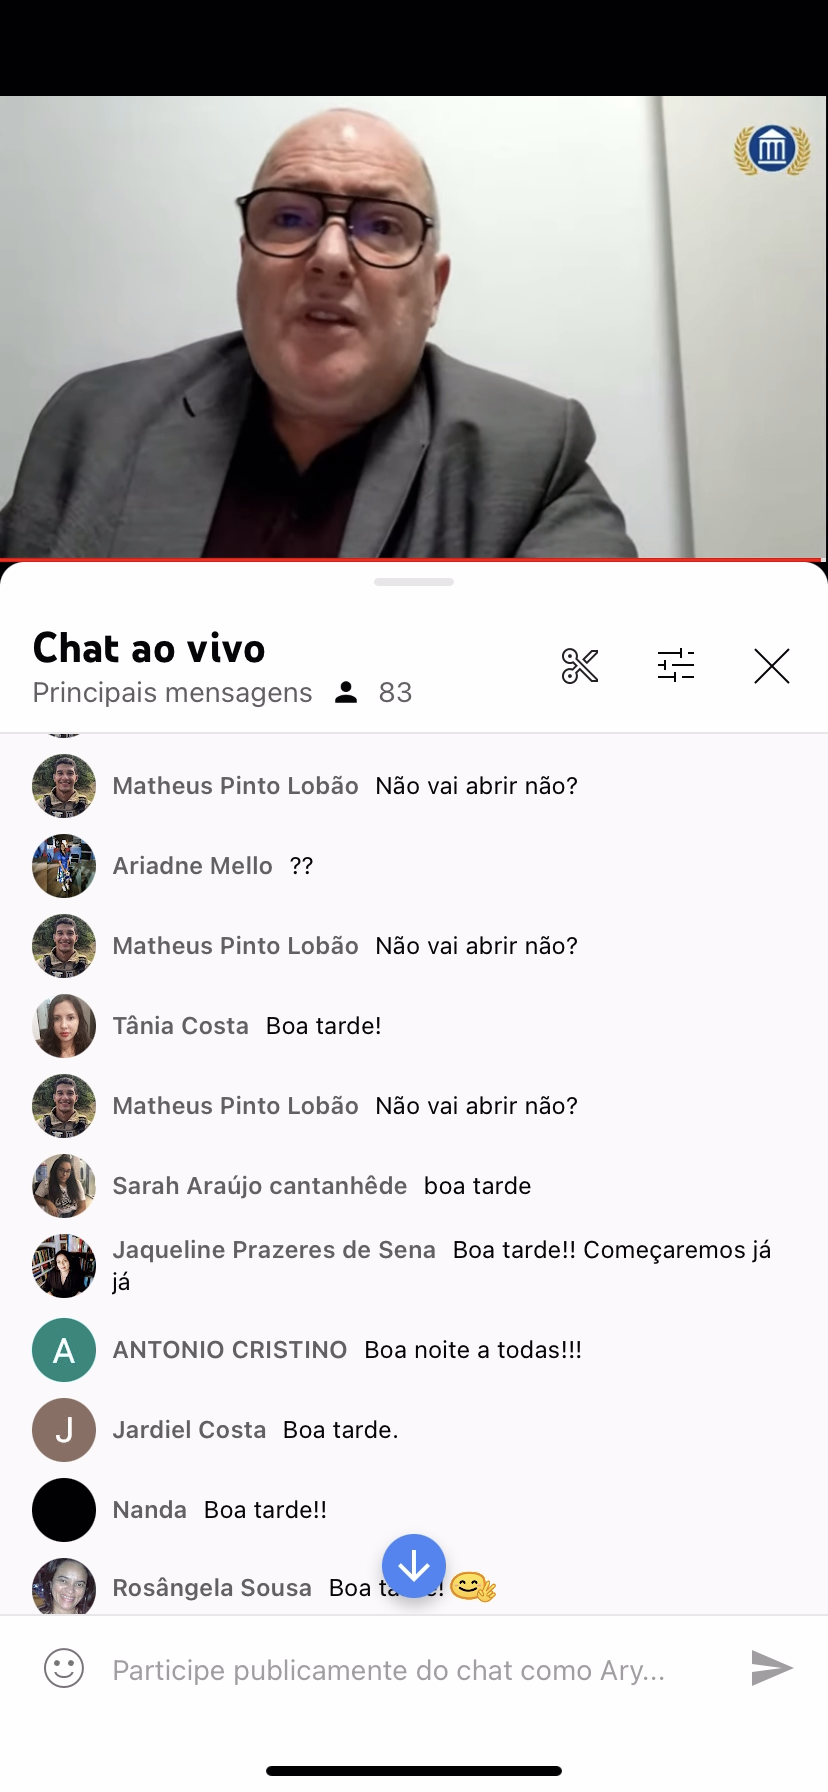 Chat ao vivo
Principais mensagens 83
Matheus Pinto Lobão Não vai abrir não?
Ariadne Mello ??
Matheus Pinto Lobão Não vai abrir não?
Tânia Costa Boa tarde!
Matheus Pinto Lobão Não vai abrir não?
Sarah Araújo cantanhêde boa tarde
Jaqueline Prazeres de Sena Boa tarde!! Começaremos já
já
A ANTONIO CRISTINO Boa noite a todas!!!
J Jardiel Costa Boa tarde.
Nanda Boa tarde!!
Rosângela Sousa Boa 😊👋
Participe publicamente do chat como Ary...